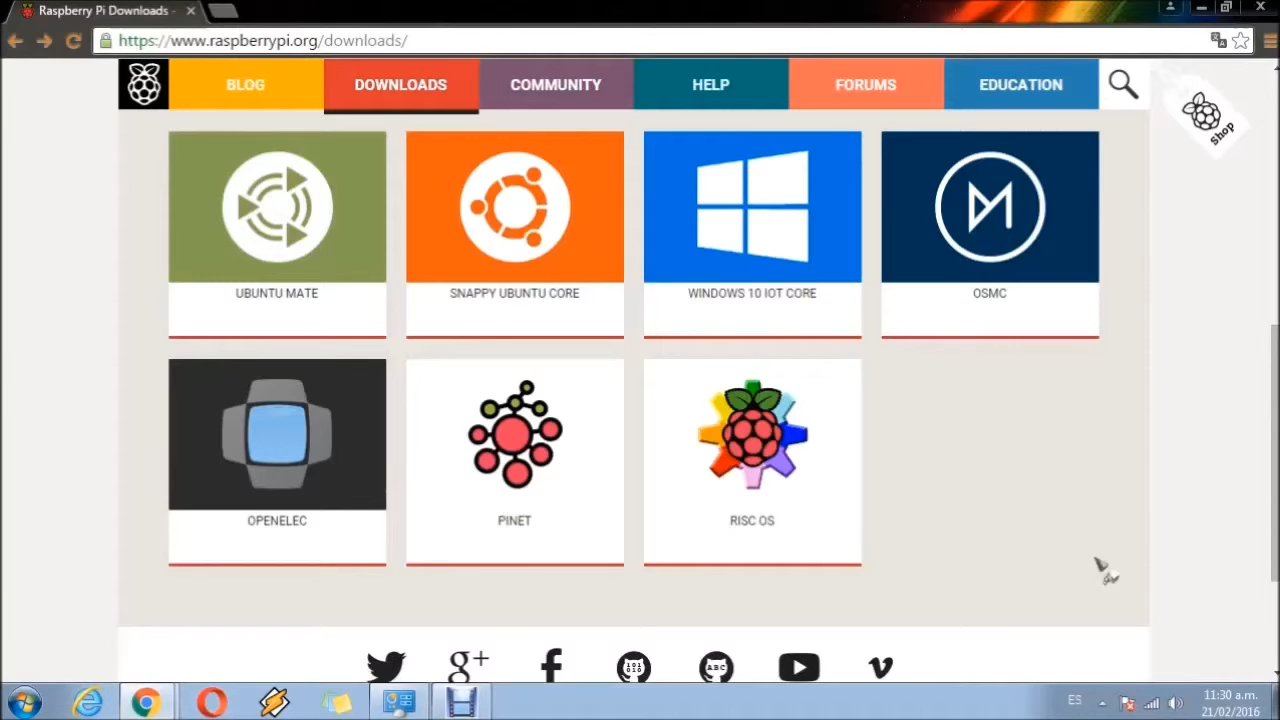 Raspberry Pi Downloads -
https://www.raspberrypi.org/downloads/
BLOG
DOWNLOADS
COMMUNITY
HELP
FORUMS
EDUCATION
Shop
UBUNTU MATE
SNAPPY UBUNTU CORE
WINDOWS 10 IOT CORE
OSMC
OPENELEC
PINET
RISC OS
g+
ABC
ES
11:30 a.m.
21/02/2016